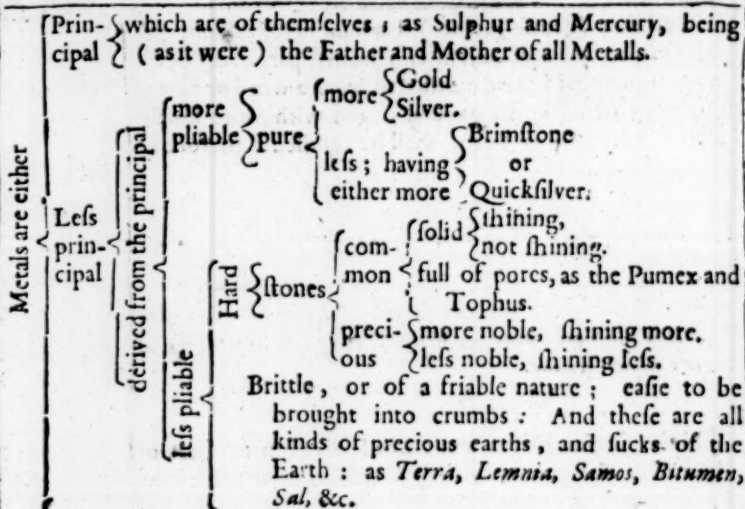 Metals are either
Prin- which are of themſelves ; as Sulphur and Mercury, being
cipal ( as it were ) the Father and Mother of all Metalls.
Leſs
prin-
cipal
derived from the principal
more
pliable
pure
more Gold
Silver.
leſs ; having
either more
Brimſtone
or
Quickſilver.
leſs pliable
Hard
ſtones
com-
mon
ſolid ſhining,
not ſhining.
full of pores, as the Pumex and
Tophus.
preci- more noble, ſhining more.
ous leſs noble, ſhining leſs.
Brittle, or of a friable nature ; eaſie to be
brought into crumbs : And theſe are all
kinds of precious earths, and ſucks of the
Earth : as Terra, Lemnia, Samos, Bitumen,
Sal, &c.